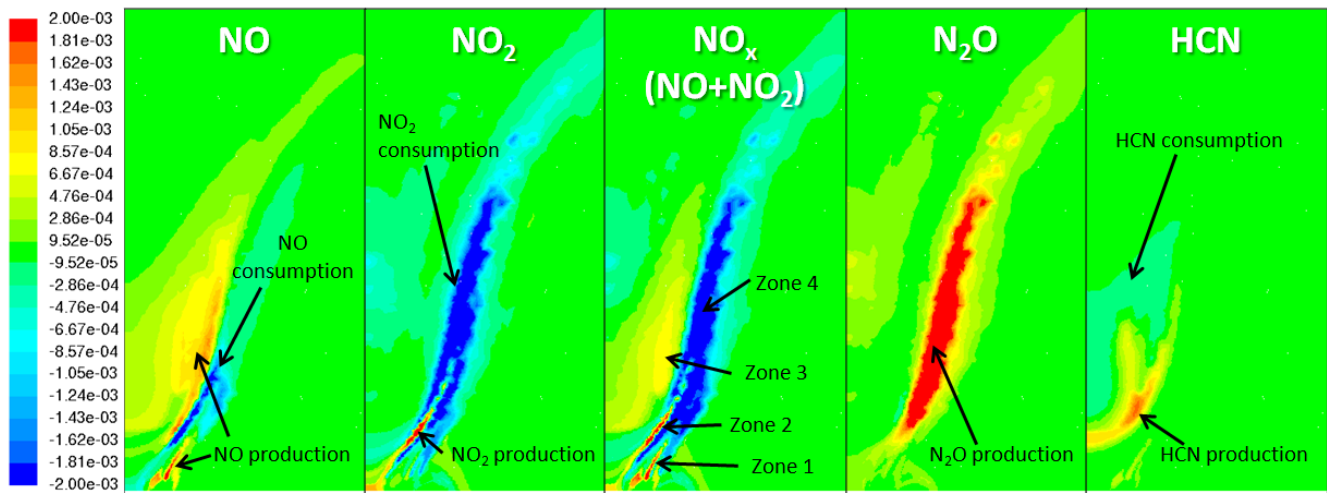 2.00e-03
1.81e-03
1.62e-03
1.43e-03
1.24e-03
1.05e-03
8.57e-04
6.67e-04
4.76e-04
2.86e-04
9.52e-05
-9.52e-05
-2.86e-04
-4.76e-04
-6.67e-04
-8.57e-04
-1.05e-03
-1.24e-03
-1.43e-03
-1.62e-03
-1.81e-03
-2.00e-03
NO
NO
consumption
NO production
NO₂
NO₂
consumption
NO₂ production
NOₓ
(NO+NO₂)
Zone 4
Zone 3
Zone 2
Zone 1
N₂O
N₂O production
HCN
HCN consumption
HCN production